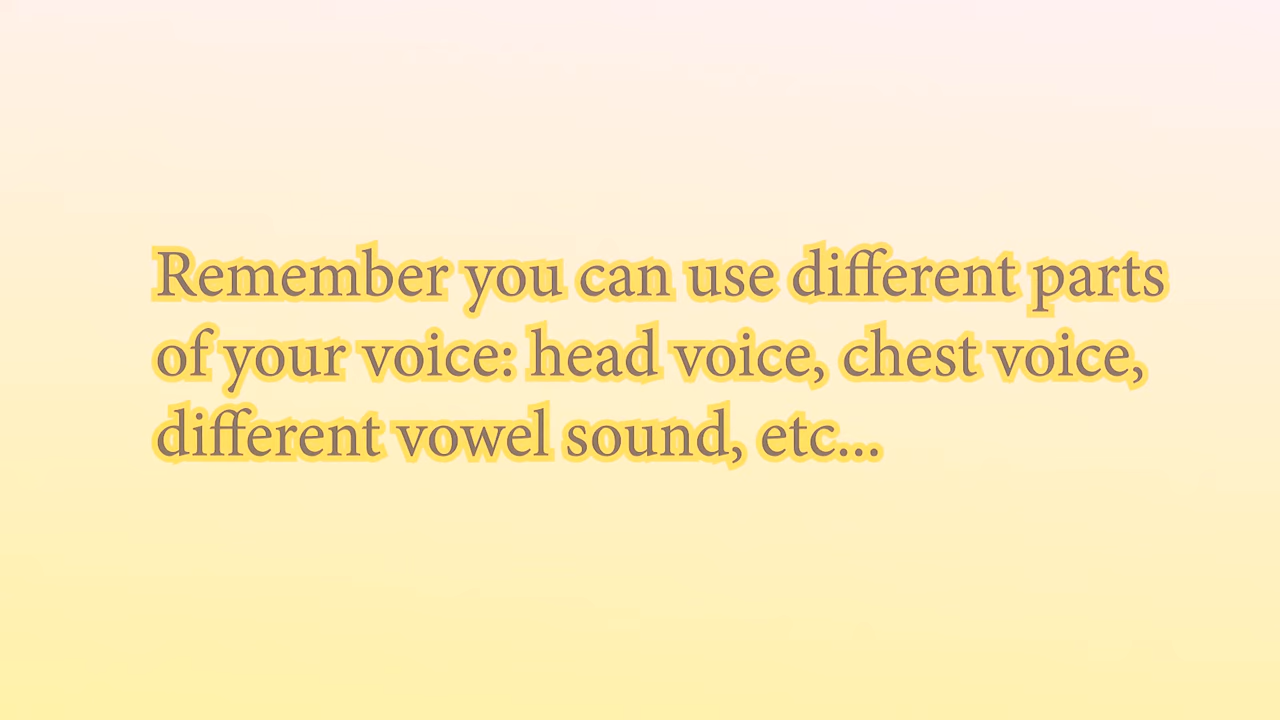 Remember you can use different parts
of your voice: head voice, chest voice,
different vowel sound, etc...